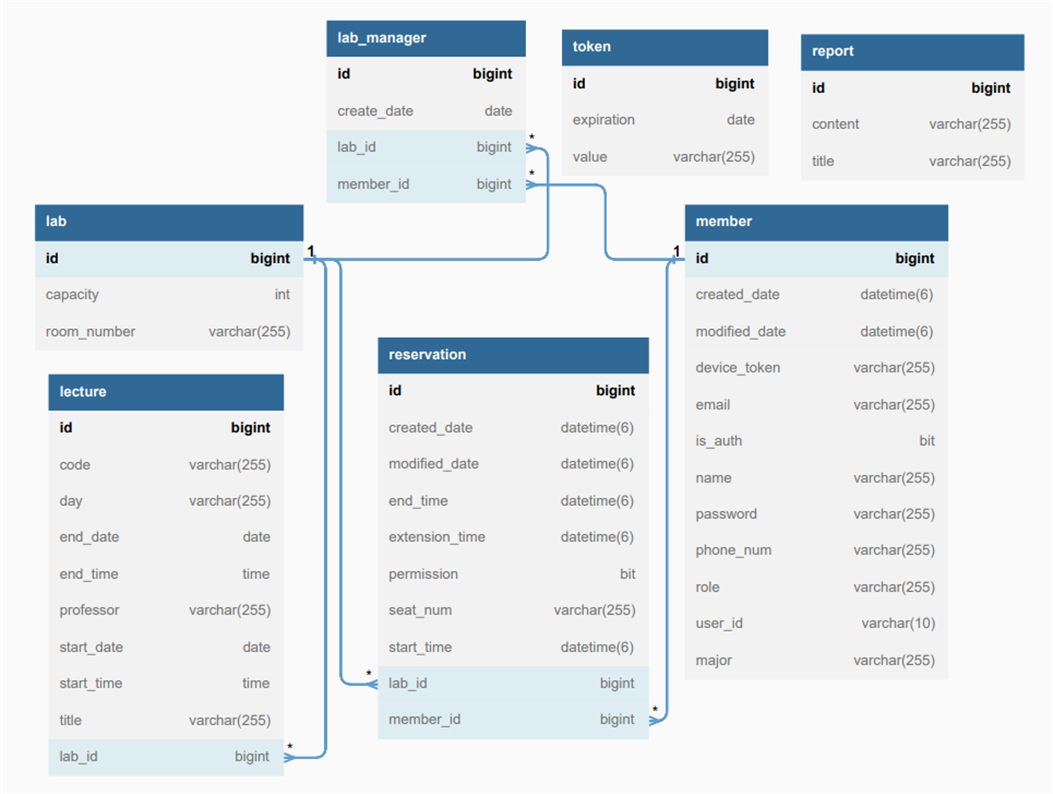 lab_manager
id bigint
create_date date
lab_id bigint *
member_id bigint *
token
id bigint
expiration date
value varchar(255)
report
id bigint
content varchar(255)
title varchar(255)
lab
id bigint 1
capacity int
room_number varchar(255)
member
1 id bigint
created_date datetime(6)
modified_date datetime(6)
device_token varchar(255)
email varchar(255)
is_auth bit
name varchar(255)
password varchar(255)
phone_num varchar(255)
role varchar(255)
user_id varchar(10)
major varchar(255)
lecture
id bigint
code varchar(255)
day varchar(255)
end_date date
end_time time
professor varchar(255)
start_date date
start_time time
title varchar(255)
lab_id bigint *
reservation
id bigint
created_date datetime(6)
modified_date datetime(6)
end_time datetime(6)
extension_time datetime(6)
permission bit
seat_num varchar(255)
start_time datetime(6)
* lab_id bigint
member_id bigint *